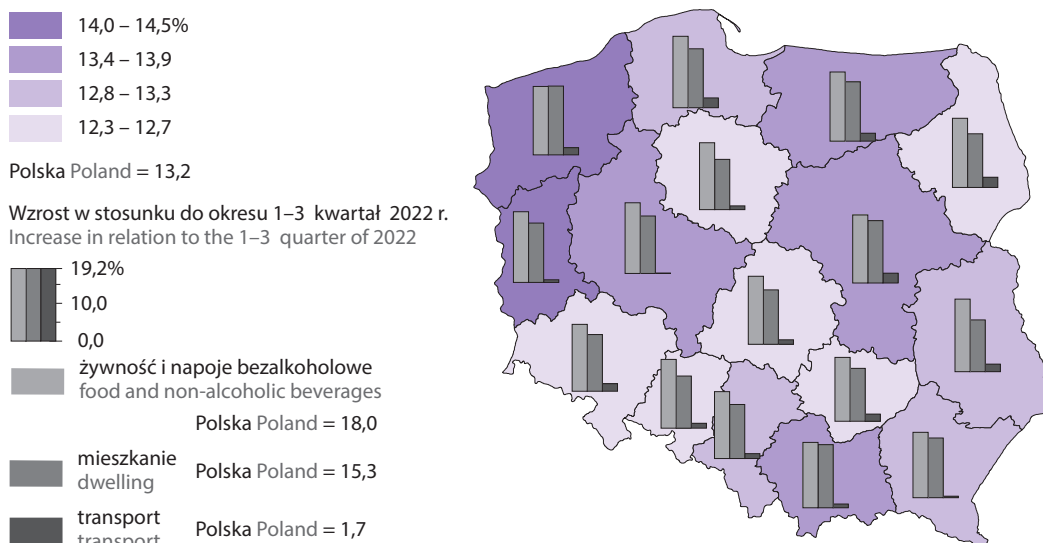 14,0 – 14,5%
13,4 – 13,9
12,8 – 13,3
12,3 – 12,7
Polska Poland = 13,2
Wzrost w stosunku do okresu 1–3 kwartał 2022 r.
Increase in relation to the 1–3 quarter of 2022
19,2%
10,0
0,0
żywność i napoje bezalkoholowe
food and non-alcoholic beverages
Polska Poland = 18,0
mieszkanie
dwelling
Polska Poland = 15,3
transport
transport
Polska Poland = 1,7